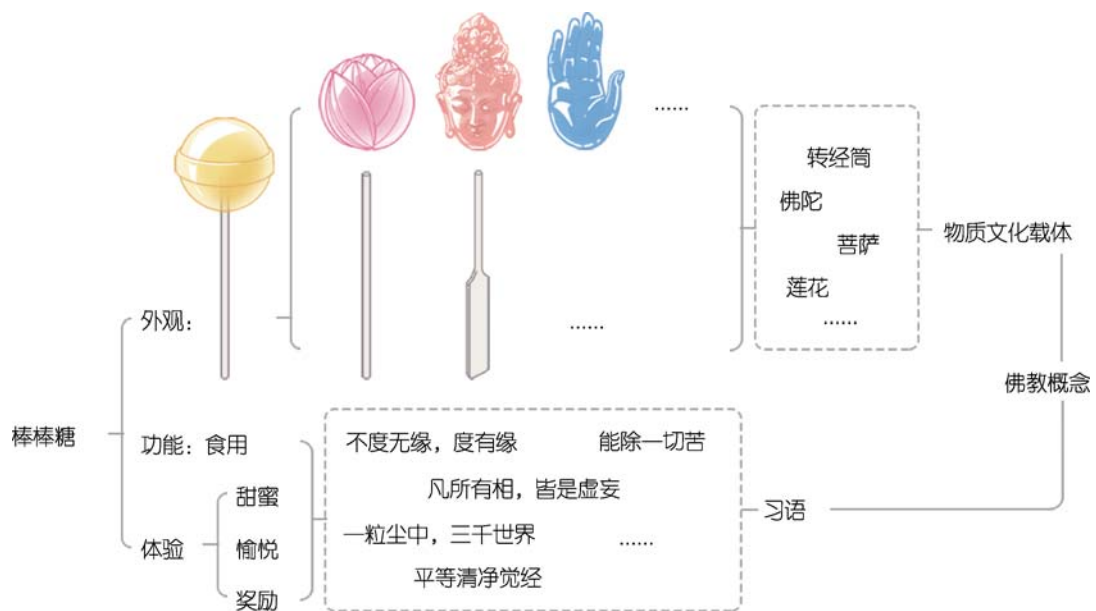 ......
转经筒
佛陀
菩萨
莲花
......
物质文化载体
外观：
......
佛教概念
棒棒糖
功能：食用
不度无缘，度有缘
能除一切苦
甜蜜
凡所有相，皆是虚妄
习语
体验
愉悦
一粒尘中，三千世界
......
奖励
平等清净觉经